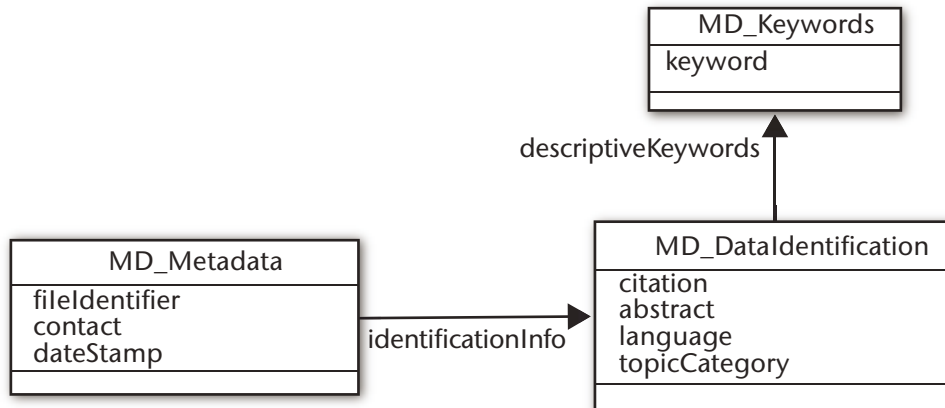 MD_Keywords
keyword
descriptiveKeywords
MD_Metadata
fileIdentifier
contact
dateStamp
identificationInfo
MD_DataIdentification
citation
abstract
language
topicCategory